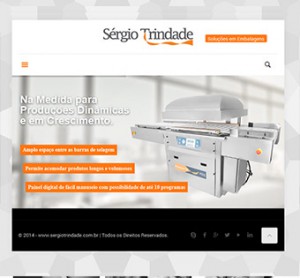 Sérgio Trindade
Soluções em Embalagens
Na Medida para
Produções Dinâmicas
e em Crescimento.
Amplo espaço entre as barras de selagem
Permite acomodar produtos longos e volumosos
Painel digital de fácil manuseio com possibilidade de até 10 programas
© 2014 - www.sergiotrindade.com.br | Todos os Direitos Reservados.